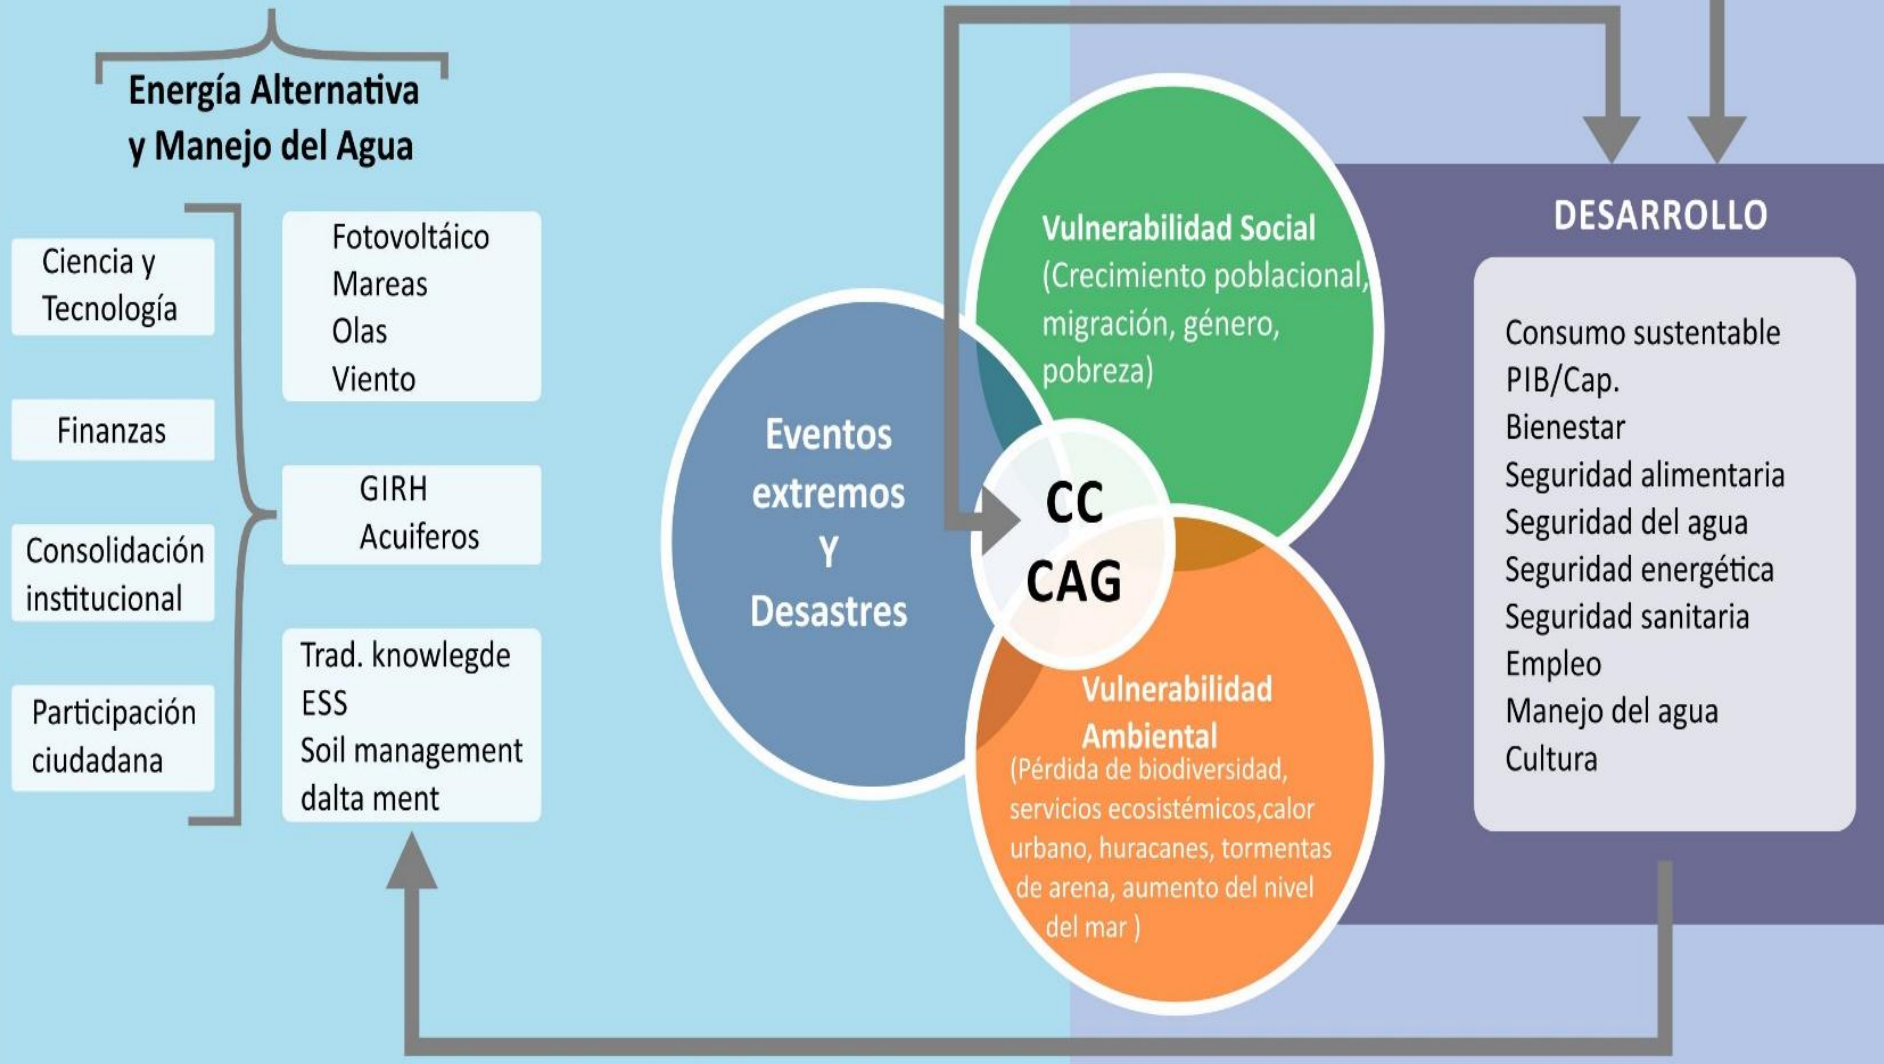 Energía Alternativa
y Manejo del Agua
Ciencia y
Tecnología
Finanzas
Consolidación
institucional
Participación
ciudadana
Fotovoltáico
Mareas
Olas
Viento
GIRH
Acuiferos
Trad. knowlegde
ESS
Soil management
dalta ment
Eventos
extremos
Y
Desastres
Vulnerabilidad Social
(Crecimiento poblacional,
migración, género,
pobreza)
CC
CAG
Vulnerabilidad
Ambiental
(Pérdida de biodiversidad,
servicios ecosistémicos,calor
urbano, huracanes, tormentas
de arena, aumento del nivel
del mar )
DESARROLLO
Consumo sustentable
PIB/Cap.
Bienestar
Seguridad alimentaria
Seguridad del agua
Seguridad energética
Seguridad sanitaria
Empleo
Manejo del agua
Cultura